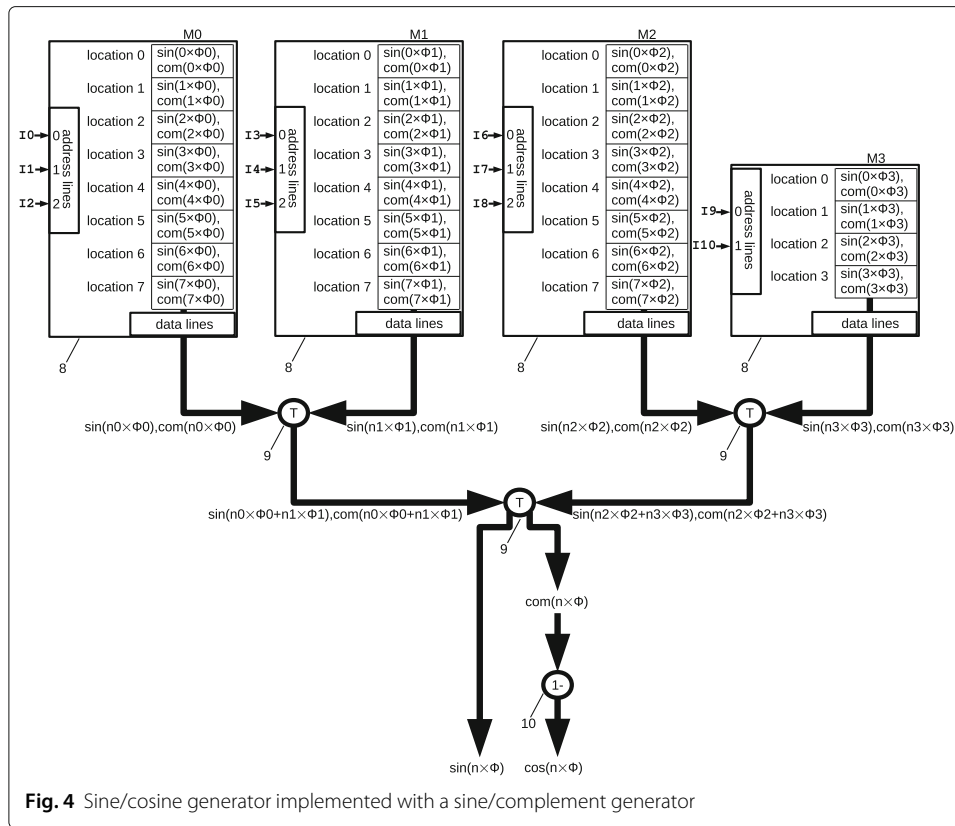 M0
location 0
sin(0×Φ0),
com(0×Φ0)
location 1
sin(1×Φ0),
com(1×Φ0)
location 2
sin(2×Φ0),
com(2×Φ0)
location 3
sin(3×Φ0),
com(3×Φ0)
location 4
sin(4×Φ0),
com(4×Φ0)
location 5
sin(5×Φ0),
com(5×Φ0)
location 6
sin(6×Φ0),
com(6×Φ0)
location 7
sin(7×Φ0),
com(7×Φ0)
I0 0
I1 1
I2 2
address lines
data lines
8
M1
location 0
sin(0×Φ1),
com(0×Φ1)
location 1
sin(1×Φ1),
com(1×Φ1)
location 2
sin(2×Φ1),
com(2×Φ1)
location 3
sin(3×Φ1),
com(3×Φ1)
location 4
sin(4×Φ1),
com(4×Φ1)
location 5
sin(5×Φ1),
com(5×Φ1)
location 6
sin(6×Φ1),
com(6×Φ1)
location 7
sin(7×Φ1),
com(7×Φ1)
I3 0
I4 1
I5 2
address lines
data lines
8
M2
location 0
sin(0×Φ2),
com(0×Φ2)
location 1
sin(1×Φ2),
com(1×Φ2)
location 2
sin(2×Φ2),
com(2×Φ2)
location 3
sin(3×Φ2),
com(3×Φ2)
location 4
sin(4×Φ2),
com(4×Φ2)
location 5
sin(5×Φ2),
com(5×Φ2)
location 6
sin(6×Φ2),
com(6×Φ2)
location 7
sin(7×Φ2),
com(7×Φ2)
I6 0
I7 1
I8 2
address lines
data lines
8
M3
location 0
sin(0×Φ3),
com(0×Φ3)
location 1
sin(1×Φ3),
com(1×Φ3)
location 2
sin(2×Φ3),
com(2×Φ3)
location 3
sin(3×Φ3),
com(3×Φ3)
I9 0
I10 1
address lines
data lines
8
T
sin(n0×Φ0),com(n0×Φ0)
sin(n1×Φ1),com(n1×Φ1)
9
T
sin(n2×Φ2),com(n2×Φ2)
sin(n3×Φ3),com(n3×Φ3)
9
T
sin(n0×Φ0+n1×Φ1),com(n0×Φ0+n1×Φ1)
sin(n2×Φ2+n3×Φ3),com(n2×Φ2+n3×Φ3)
9
com(n×Φ)
1-
10
sin(n×Φ)
cos(n×Φ)
Fig. 4 Sine/cosine generator implemented with a sine/complement generator